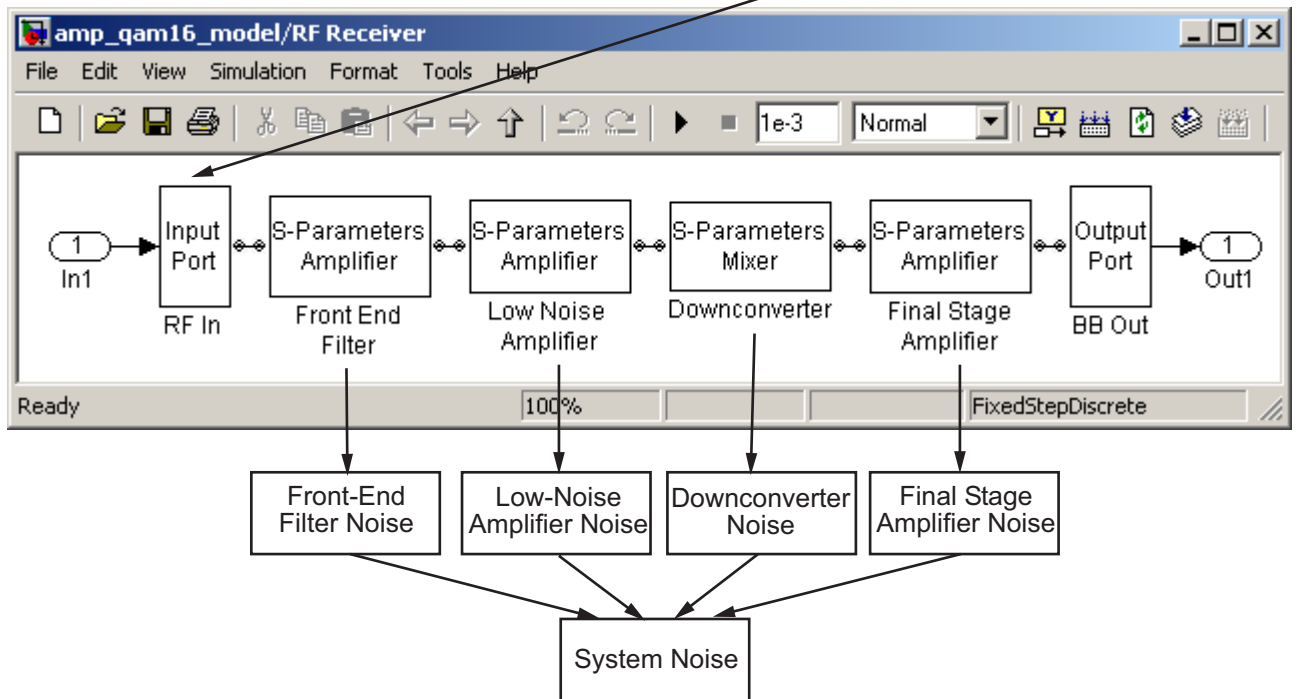 amp_qam16_model/RF Receiver
File Edit View Simulation Format Tools Help
1e-3 Normal
1
In1
Input
Port
RF In
S-Parameters
Amplifier
Front End
Filter
S-Parameters
Amplifier
Low Noise
Amplifier
S-Parameters
Mixer
Downconverter
S-Parameters
Amplifier
Final Stage
Amplifier
Output
Port
BB Out
1
Out1
Ready 100% FixedStepDiscrete
Front-End
Filter Noise
Low-Noise
Amplifier Noise
Downconverter
Noise
Final Stage
Amplifier Noise
System Noise